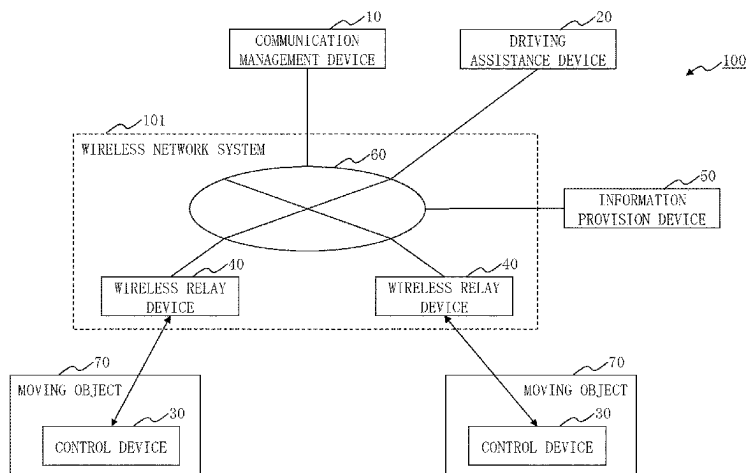 10
COMMUNICATION
MANAGEMENT DEVICE
20
DRIVING
ASSISTANCE DEVICE
100
101
WIRELESS NETWORK SYSTEM
60
50
INFORMATION
PROVISION DEVICE
40
WIRELESS RELAY
DEVICE
40
WIRELESS RELAY
DEVICE
70
MOVING OBJECT
30
CONTROL DEVICE
70
MOVING OBJECT
30
CONTROL DEVICE